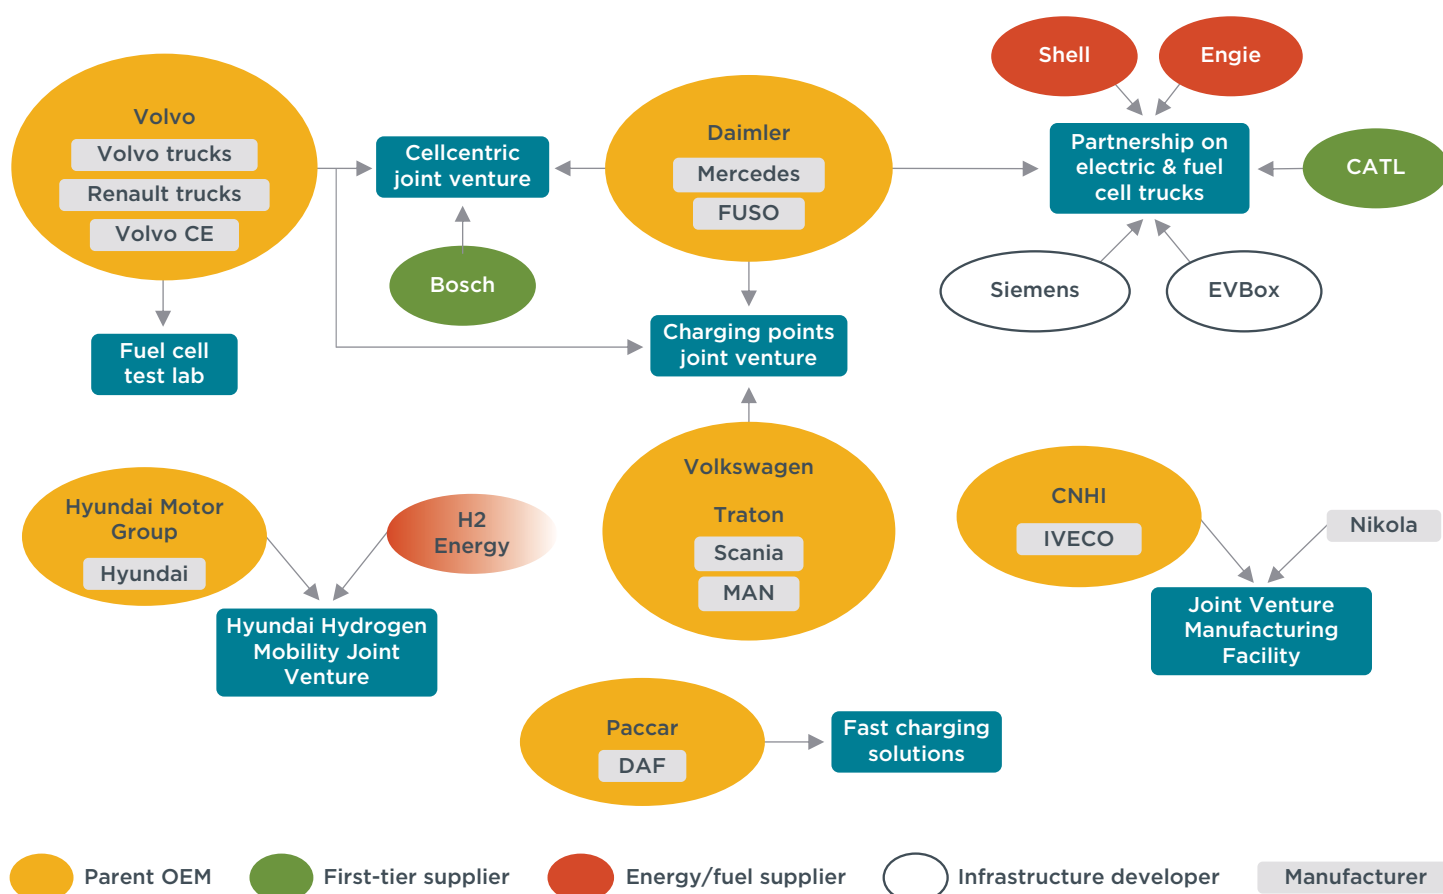 Shell
Engie
Volvo
Volvo trucks
Renault trucks
Volvo CE
Cellcentric
joint venture
Daimler
Mercedes
FUSO
Partnership on
electric & fuel
cell trucks
CATL
Bosch
Siemens
EVBox
Fuel cell
test lab
Charging points
joint venture
Volkswagen
Traton
Scania
MAN
Hyundai Motor
Group
Hyundai
H2
Energy
CNHI
IVECO
Nikola
Hyundai Hydrogen
Mobility Joint
Venture
Joint Venture
Manufacturing
Facility
Paccar
DAF
Fast charging
solutions
Parent OEM
First-tier supplier
Energy/fuel supplier
Infrastructure developer
Manufacturer